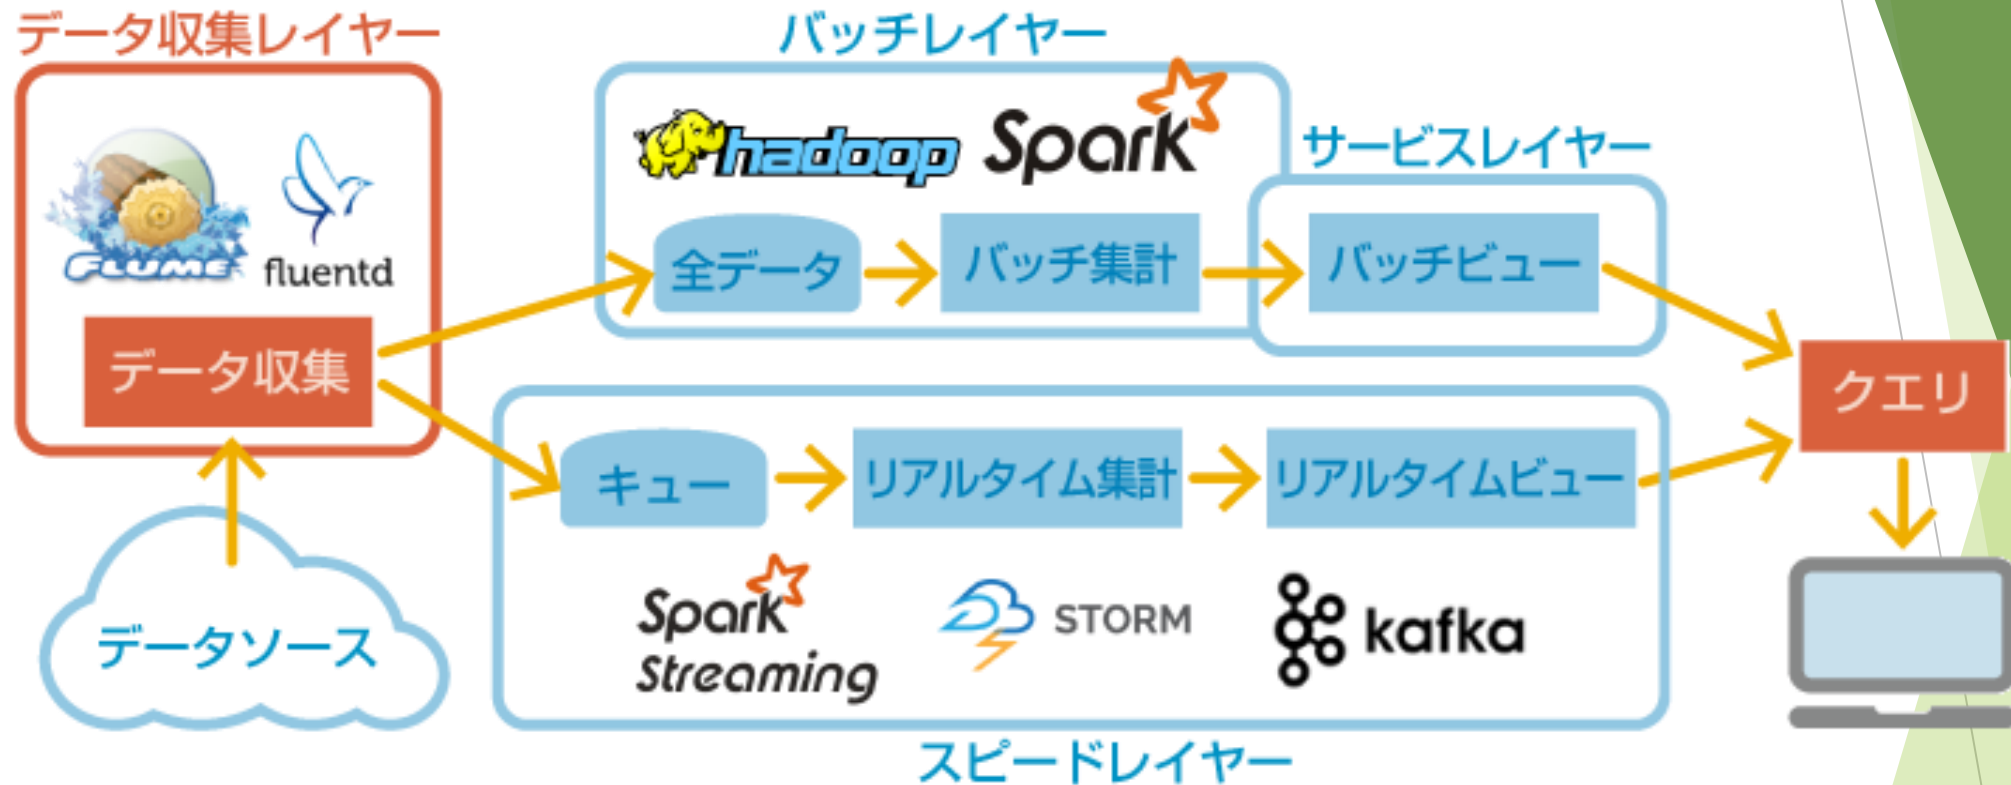 データ収集レイヤー
FLUME
fluentd
データ収集
データソース
バッチレイヤー
hadoop
Spark
全データ
バッチ集計
サービスレイヤー
バッチビュー
キュー
リアルタイム集計
リアルタイムビュー
Spark
Streaming
STORM
kafka
スピードレイヤー
クエリ